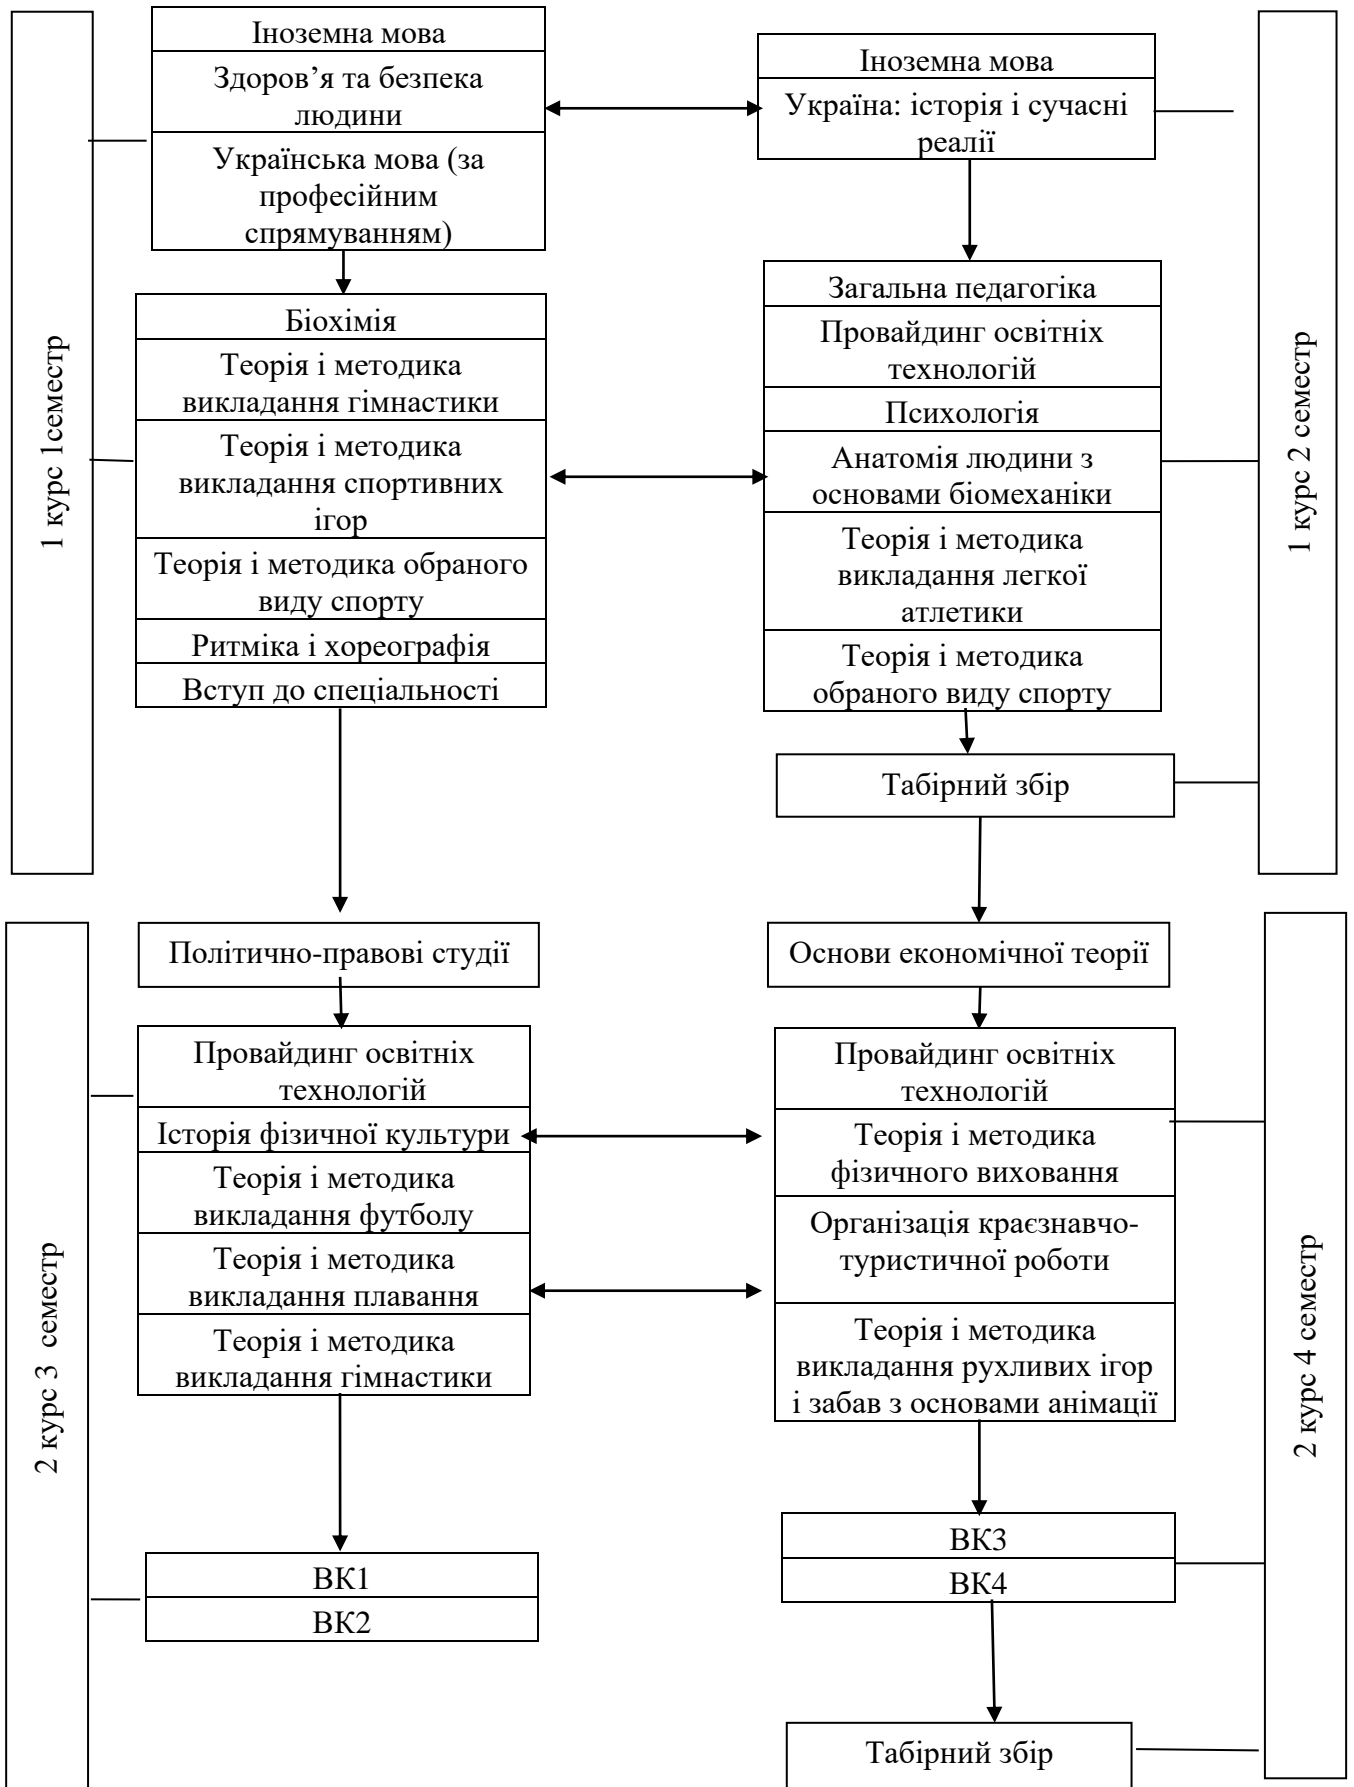 1 курс 1семестр
Іноземна мова
Здоров’я та безпека
людини
Українська мова (за
професійним
спрямуванням)
Біохімія
Теорія і методика
викладання гімнастики
Теорія і методика
викладання спортивних
ігор
Теорія і методика обраного
виду спорту
Ритміка і хореографія
Вступ до спеціальності
Іноземна мова
Україна: історія і сучасні
реалії
Загальна педагогіка
Провайдинг освітніх
технологій
Психологія
Анатомія людини з
основами біомеханіки
Теорія і методика
викладання легкої
атлетики
Теорія і методика
обраного виду спорту
Табірний збір
1 курс 2 семестр
2 курс 3 семестр
Політично-правові студії
Провайдинг освітніх
технологій
Історія фізичної культури
Теорія і методика
викладання футболу
Теорія і методика
викладання плавання
Теорія і методика
викладання гімнастики
ВК1
ВК2
Основи економічної теорії
Провайдинг освітніх
технологій
Теорія і методика
фізичного виховання
Організація краєзнавчо-
туристичної роботи
Теорія і методика
викладання рухливих ігор
і забав з основами анімації
ВК3
ВК4
Табірний збір
2 курс 4 семестр